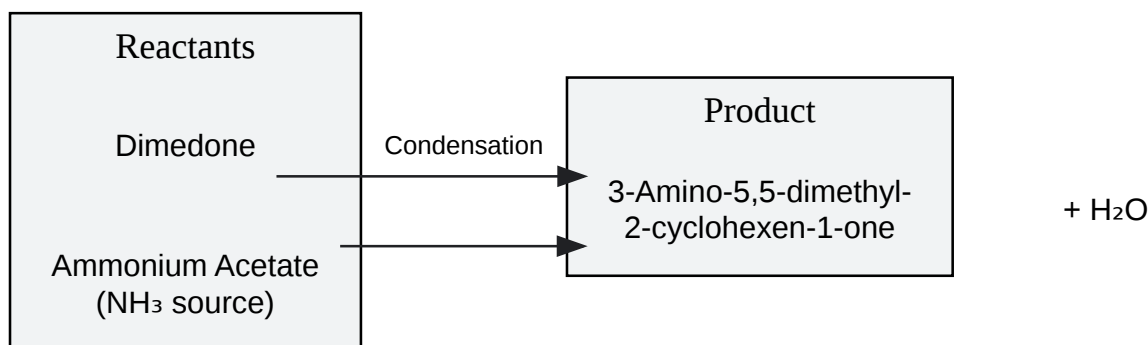 Reactants
Dimedone
Ammonium Acetate
(NH₃ source)
Condensation
Product
3-Amino-5,5-dimethyl-
2-cyclohexen-1-one
+ H₂O